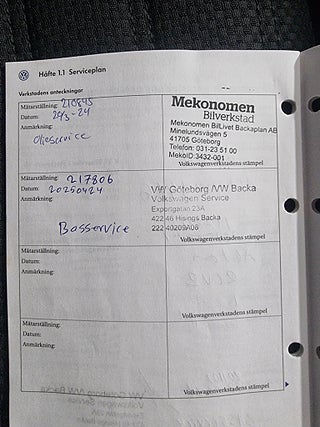 Häfte 1.1 Serviceplan
Verkstadens anteckningar
Mätarställning: 210845
Datum: 29/3-24
Anmärkning:
Oljeservice
Mekonomen
Bilverkstad
Mekonomen BilLivet Backaplan AB
Minelundsvägen 5
41705 Göteborg
Telefon: 031-23 51 00
MekoID:3432-001
Volkswagenverkstadens stämpel
Mätarställning: 217806
Datum: 20250424
Anmärkning:
Basservice
VW Göteborg /VW Backa
Volkswagen Service
Exportgatan 23A
422 46 Hisings Backa
222 40209A06
Volkswagenverkstadens stämpel
Mätarställning:
Datum:
Anmärkning:
Volkswagenverkstadens stämpel
Mätarställning:
Datum:
Anmärkning:
Volkswagenverkstadens stämpel